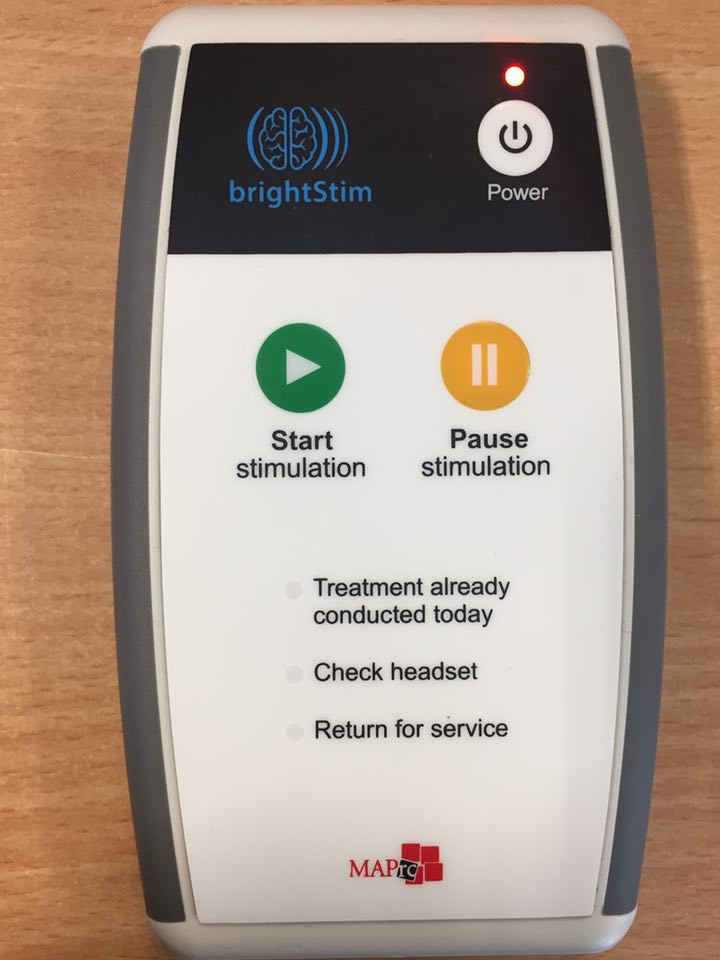 brightStim
Power
Start
stimulation
Pause
stimulation
Treatment already
conducted today
Check headset
Return for service
MAPrc